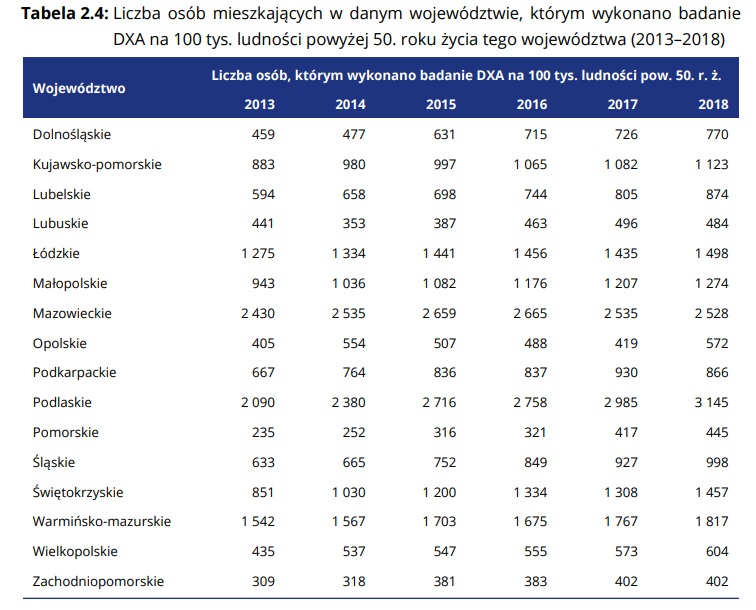 Tabela 2.4: Liczba osób mieszkających w danym województwie, którym wykonano badanie
DXA na 100 tys. ludności powyżej 50. roku życia tego województwa (2013–2018)
Województwo
Liczba osób, którym wykonano badanie DXA na 100 tys. ludności pow. 50. r. ż.
2013 2014 2015 2016 2017 2018
Dolnośląskie 459 477 631 715 726 770
Kujawsko-pomorskie 883 980 997 1 065 1 082 1 123
Lubelskie 594 658 698 744 805 874
Lubuskie 441 353 387 463 496 484
Łódzkie 1 275 1 334 1 441 1 456 1 435 1 498
Małopolskie 943 1 036 1 082 1 176 1 207 1 274
Mazowieckie 2 430 2 535 2 659 2 665 2 535 2 528
Opolskie 405 554 507 488 419 572
Podkarpackie 667 764 836 837 930 866
Podlaskie 2 090 2 380 2 716 2 758 2 985 3 145
Pomorskie 235 252 316 321 417 445
Śląskie 633 665 752 849 927 998
Świętokrzyskie 851 1 030 1 200 1 334 1 308 1 457
Warmińsko-mazurskie 1 542 1 567 1 703 1 675 1 767 1 817
Wielkopolskie 435 537 547 555 573 604
Zachodniopomorskie 309 318 381 383 402 402